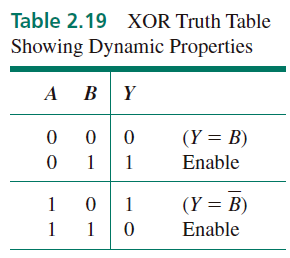 Table 2.19 XOR Truth Table
Showing Dynamic Properties
A B Y
0 0 0 (Y = B)
0 1 1 Enable
1 0 1 (Y = B̅)
1 1 0 Enable